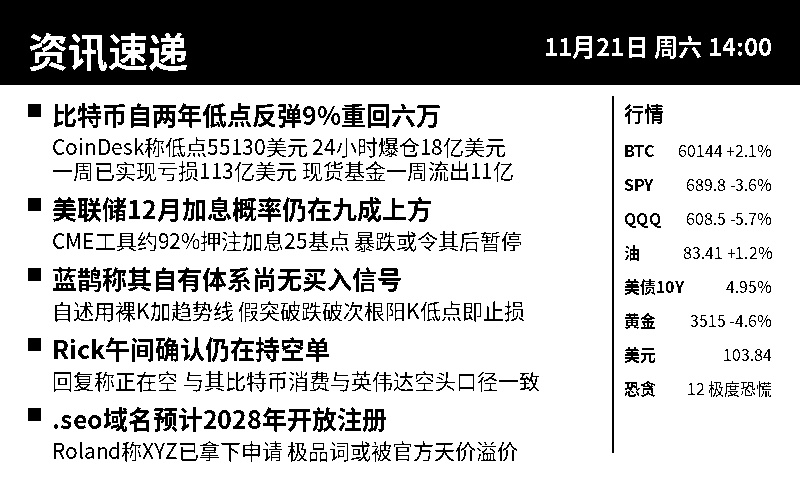 资讯速递
11月21日 周六 14:00
比特币自两年低点反弹9%重回六万
CoinDesk称低点55130美元 24小时爆仓18亿美元
一周已实现亏损113亿美元 现货基金一周流出11亿
美联储12月加息概率仍在九成上方
CME工具约92%押注加息25基点 暴跌或令其后暂停
蓝鹊称其自有体系尚无买入信号
自述用裸K加趋势线 假突破跌破次根阳K低点即止损
Rick午间确认仍在持空单
回复称正在空 与其比特币消费与英伟达空头口径一致
.seo域名预计2028年开放注册
Roland称XYZ已拿下申请 极品词或被官方天价溢价
行情
BTC 60144 +2.1%
SPY 689.8 -3.6%
QQQ 608.5 -5.7%
油 83.41 +1.2%
美债10Y 4.95%
黄金 3515 -4.6%
美元 103.84
恐贪 12 极度恐慌